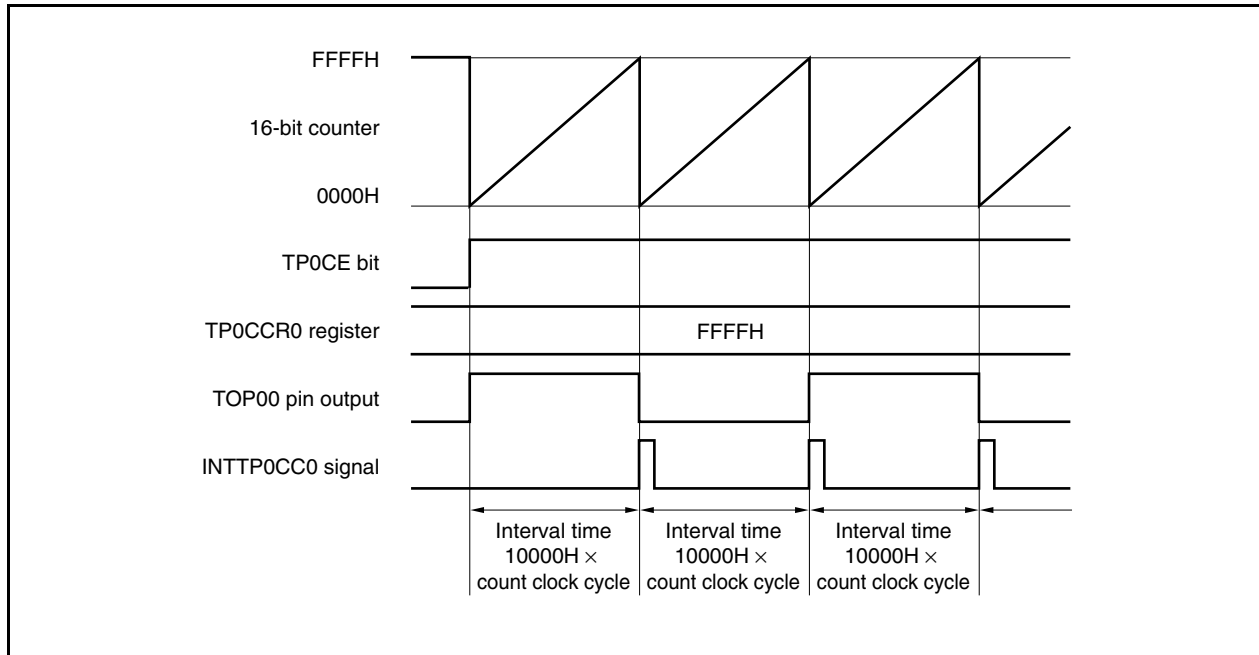 FFFFH
16-bit counter
0000H
TP0CE bit
TP0CCR0 register
FFFFH
TOP00 pin output
INTTP0CC0 signal
Interval time
10000H ×
count clock cycle
Interval time
10000H ×
count clock cycle
Interval time
10000H ×
count clock cycle